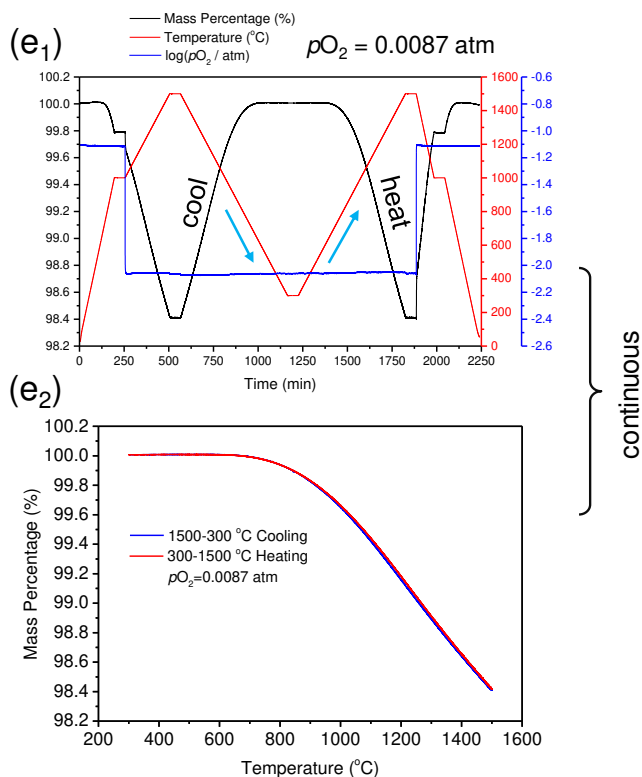 (e1)
Mass Percentage (%)
Temperature (°C)
log(pO2 / atm)
pO2 = 0.0087 atm
100.2
100.0
99.8
99.6
99.4
99.2
99.0
98.8
98.6
98.4
98.2
Mass Percentage (%)
cool
heat
1600
1400
1200
1000
800
600
400
200
0
-0.6
-0.8
-1.0
-1.2
-1.4
-1.6
-1.8
-2.0
-2.2
-2.4
-2.6
0 250 500 750 1000 1250 1500 1750 2000 2250
Time (min)
continuous
(e2)
100.2
100.0
99.8
99.6
99.4
99.2
99.0
98.8
98.6
98.4
98.2
Mass Percentage (%)
1500-300 °C Cooling
300-1500 °C Heating
pO2=0.0087 atm
200 400 600 800 1000 1200 1400 1600
Temperature (°C)